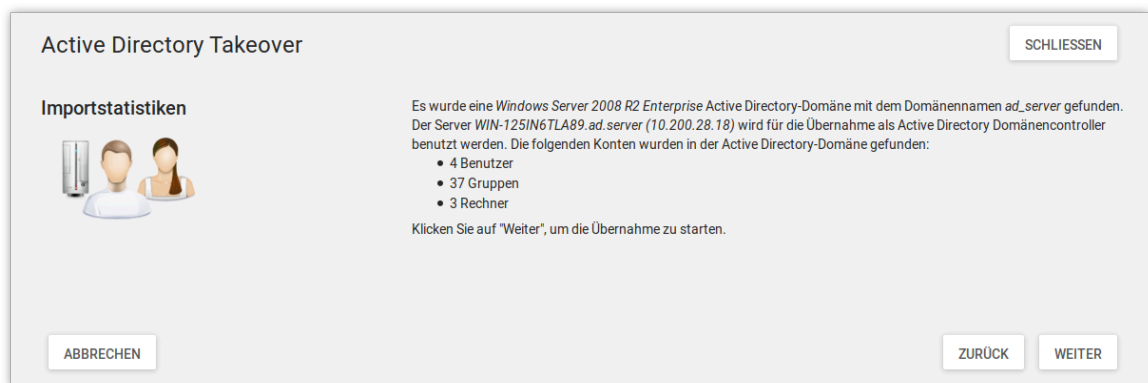 Active Directory Takeover
SCHLIESSEN
Importstatistiken
Es wurde eine Windows Server 2008 R2 Enterprise Active Directory-Domäne mit dem Domänennamen ad_server gefunden.
Der Server WIN-125IN6TLA89.ad.server (10.200.28.18) wird für die Übernahme als Active Directory Domänencontroller
benutzt werden. Die folgenden Konten wurden in der Active Directory-Domäne gefunden:
• 4 Benutzer
• 37 Gruppen
• 3 Rechner
Klicken Sie auf "Weiter", um die Übernahme zu starten.
ABBRECHEN
ZURÜCK
WEITER